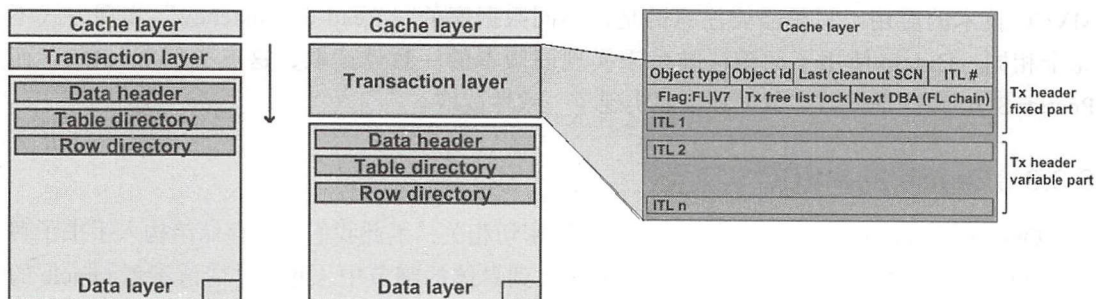 Cache layer
Transaction layer
Data header
Table directory
Row directory
Data layer
Cache layer
Transaction layer
Data header
Table directory
Row directory
Data layer
Cache layer
Object type Object id Last cleanout SCN ITL #
Flag:FL|V7 Tx free list lock Next DBA (FL chain)
ITL 1
ITL 2
ITL n
Tx header
fixed part
Tx header
variable part